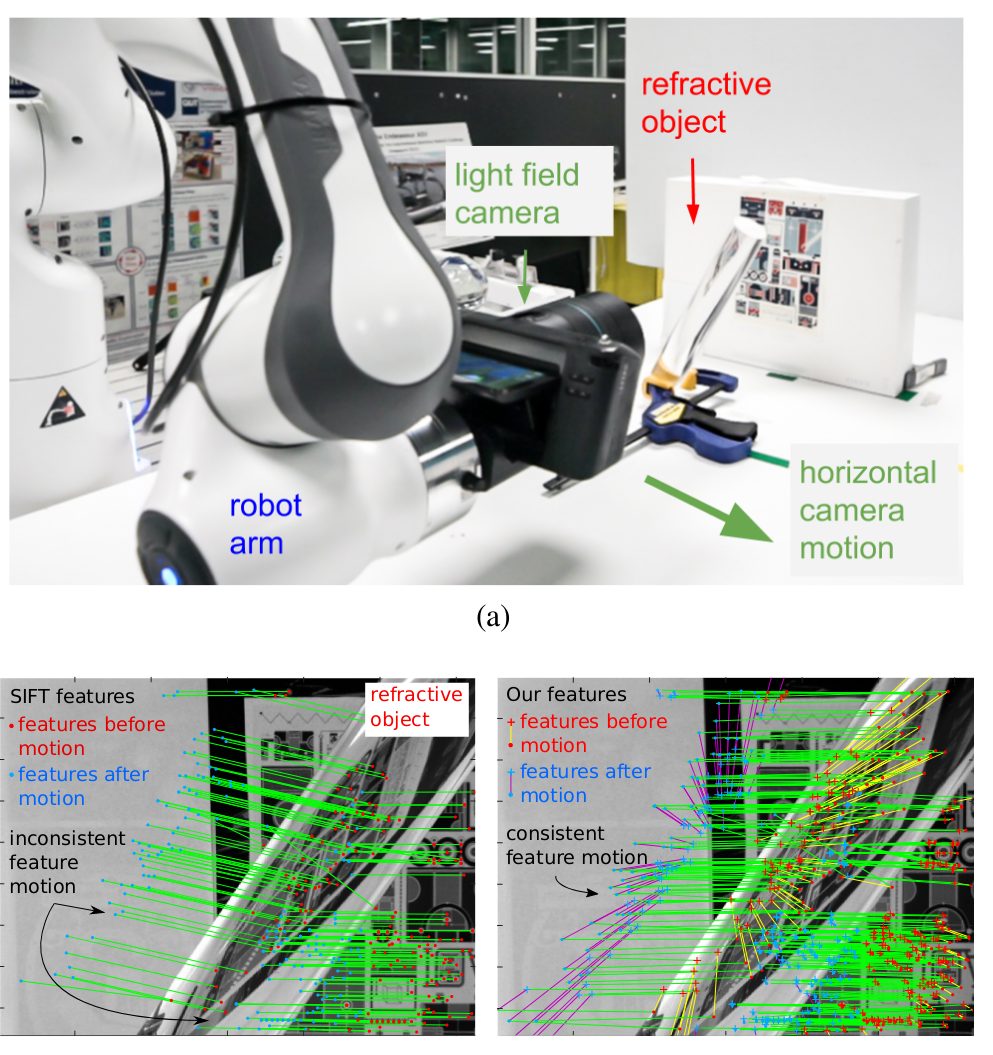 refractive
object
light field
camera
horizontal
camera
motion
robot
arm
(a)
SIFT features
features before
motion
features after
motion
inconsistent
feature
motion
refractive
object
Our features
features before
motion
features after
motion
consistent
feature motion